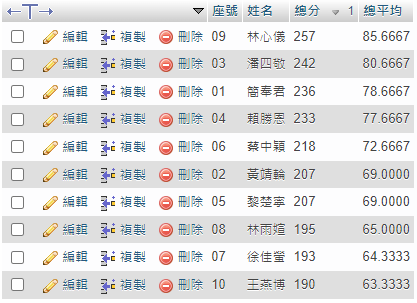 座號 姓名 總分 1 總平均
編輯 複製 刪除 09 林心儀 257 85.6667
編輯 複製 刪除 03 潘四敬 242 80.6667
編輯 複製 刪除 01 簡奉君 236 78.6667
編輯 複製 刪除 04 賴勝恩 233 77.6667
編輯 複製 刪除 06 蔡中穎 218 72.6667
編輯 複製 刪除 02 黃靖輪 207 69.0000
編輯 複製 刪除 05 黎楚寧 207 69.0000
編輯 複製 刪除 08 林雨媗 195 65.0000
編輯 複製 刪除 07 徐佳螢 193 64.3333
編輯 複製 刪除 10 王燕博 190 63.3333